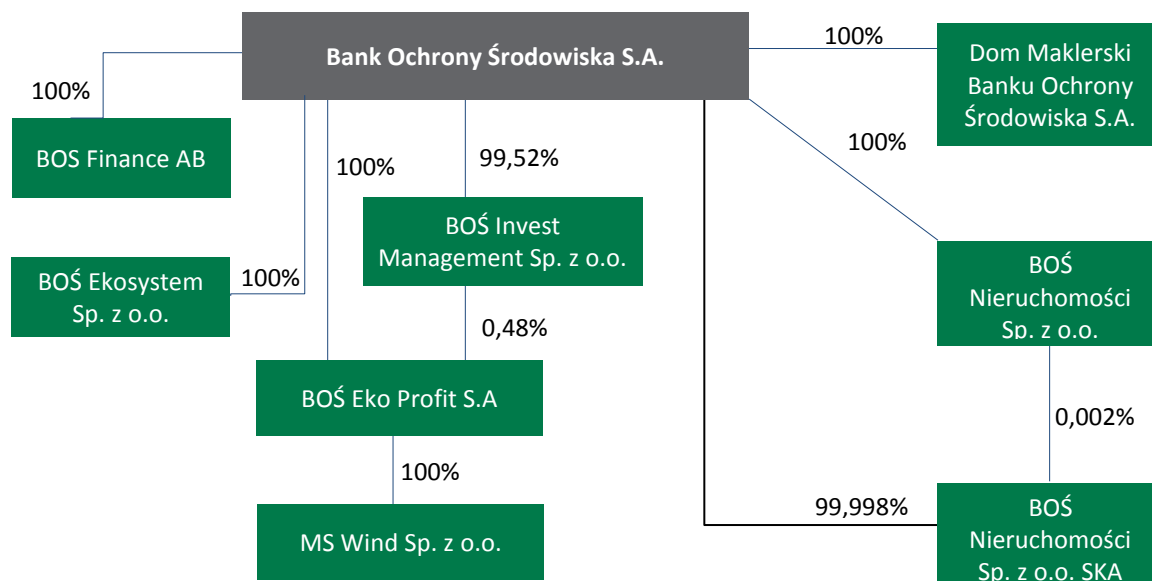 Bank Ochrony Środowiska S.A.
100%
Dom Maklerski
Banku Ochrony
Środowiska S.A.
100%
BOS Finance AB
100%
99,52%
100%
BOŚ Invest
Management Sp. z o.o.
BOŚ Ekosystem
Sp. z o.o.
100%
BOŚ
Nieruchomości
Sp. z o.o.
0,48%
BOŚ Eko Profit S.A
0,002%
100%
99,998%
BOŚ
Nieruchomości
Sp. z o.o. SKA
MS Wind Sp. z o.o.